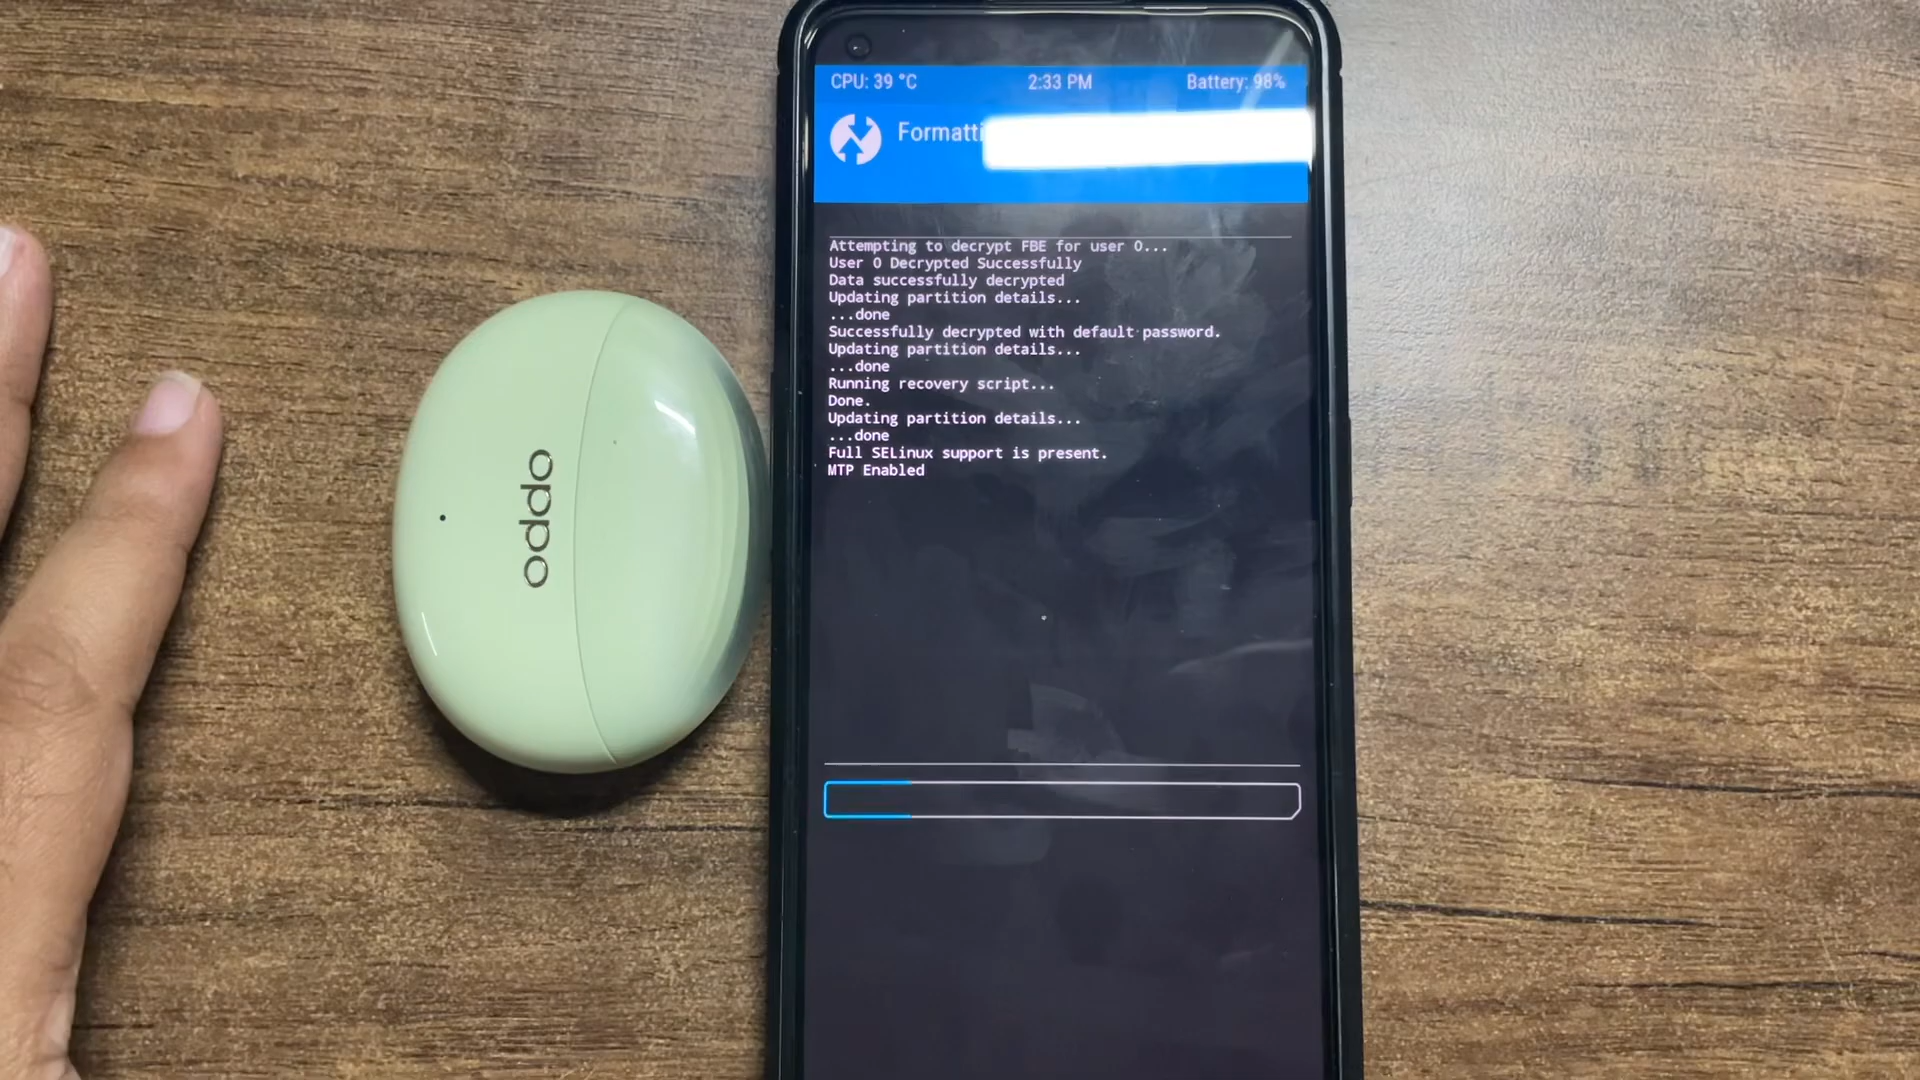 CPU: 39 °C 2:33 PM Battery: 98%
Formatti
Attempting to decrypt FBE for user 0...
User 0 Decrypted Successfully
Data successfully decrypted
Updating partition details...
...done
Successfully decrypted with default password.
Updating partition details...
...done
Running recovery script...
Done.
Updating partition details...
...done
Full SELinux support is present.
MTP Enabled
oppo